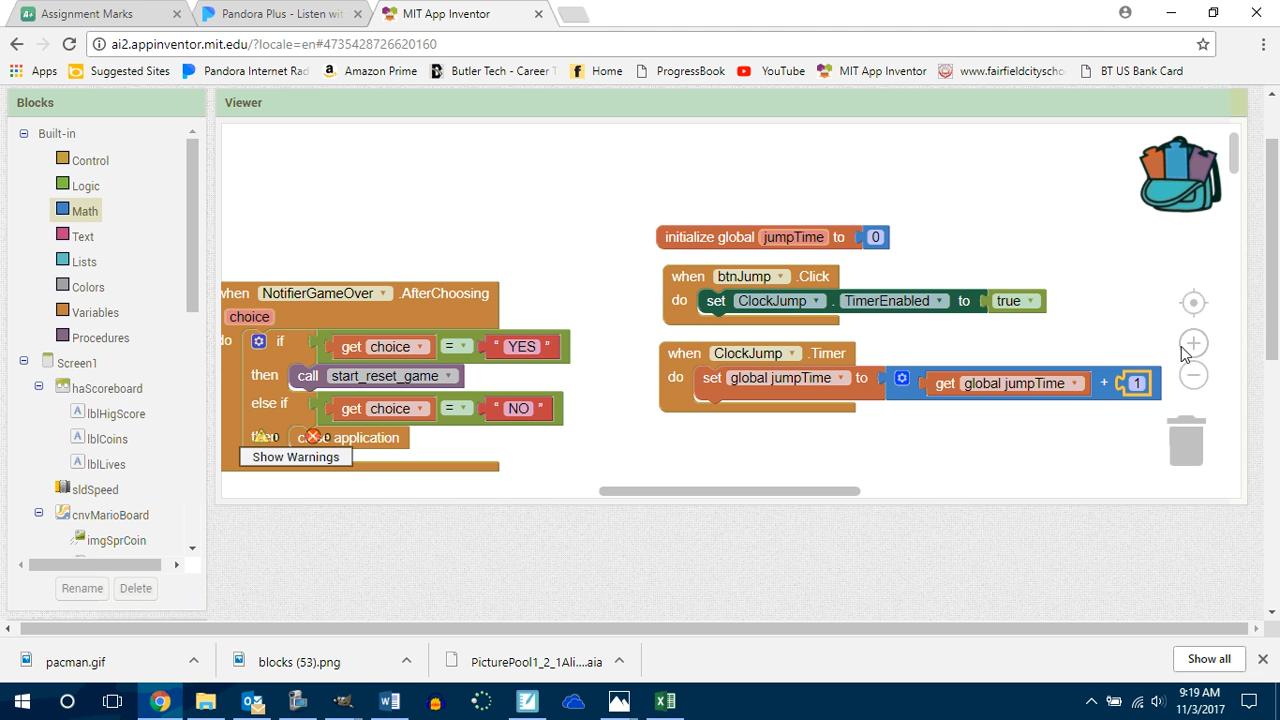 Assignment Marks
Pandora Plus - Listen wit
MIT App Inventor
ai2.appinventor.mit.edu/?locale=en#4735428726620160
Apps
Suggested Sites
Pandora Internet Rad
Amazon Prime
Butler Tech - Career T
Home
ProgressBook
YouTube
MIT App Inventor
www.fairfieldcityscho
BT US Bank Card
Blocks
Viewer
Built-in
Control
Logic
Math
Text
Lists
Colors
Variables
Procedures
Screen1
haScoreboard
lblHigScore
lblCoins
lblLives
sldSpeed
cnvMarioBoard
imgSprCoin
Rename
Delete
when NotifierGameOver .AfterChoosing
choice
do if get choice = “ YES ”
then call start_reset_game
else if get choice = “ NO ”
application
0 0
Show Warnings
initialize global jumpTime to 0
when btnJump .Click
do set ClockJump . TimerEnabled to true
when ClockJump .Timer
do set global jumpTime to get global jumpTime + 1
pacman.gif
blocks (53).png
PicturePool1_2_1Ali....aia
Show all
9:19 AM
11/3/2017